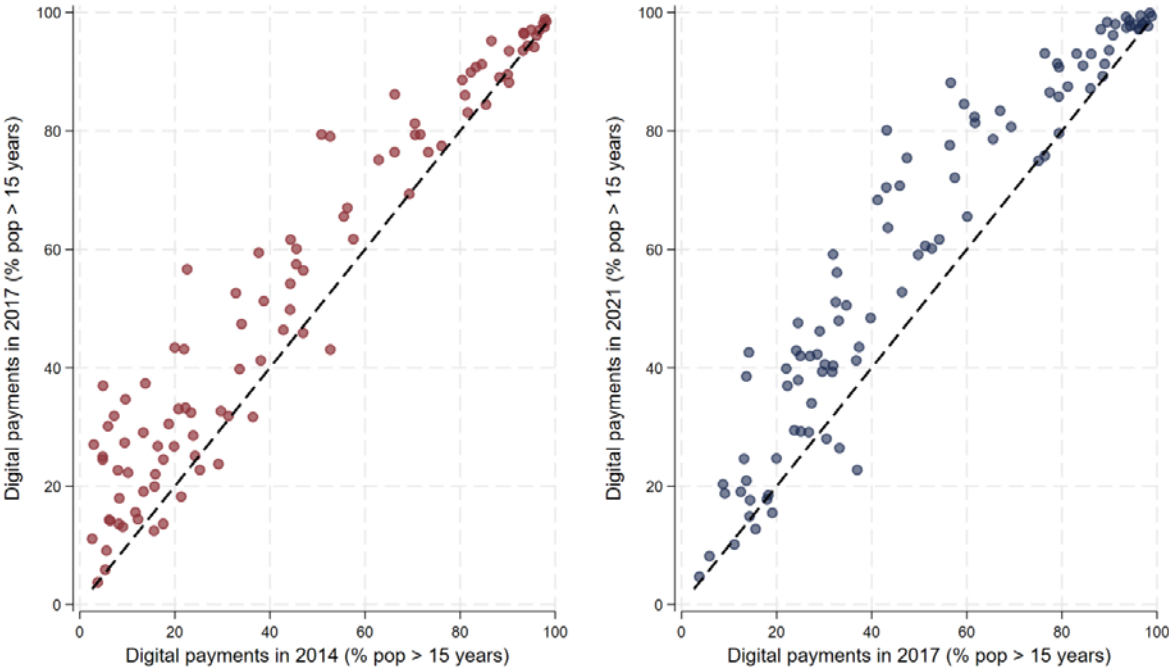 100
80
60
40
20
0
Digital payments in 2017 (% pop > 15 years)
0 20 40 60 80 100
Digital payments in 2014 (% pop > 15 years)
100
80
60
40
20
0
Digital payments in 2021 (% pop > 15 years)
0 20 40 60 80 100
Digital payments in 2017 (% pop > 15 years)